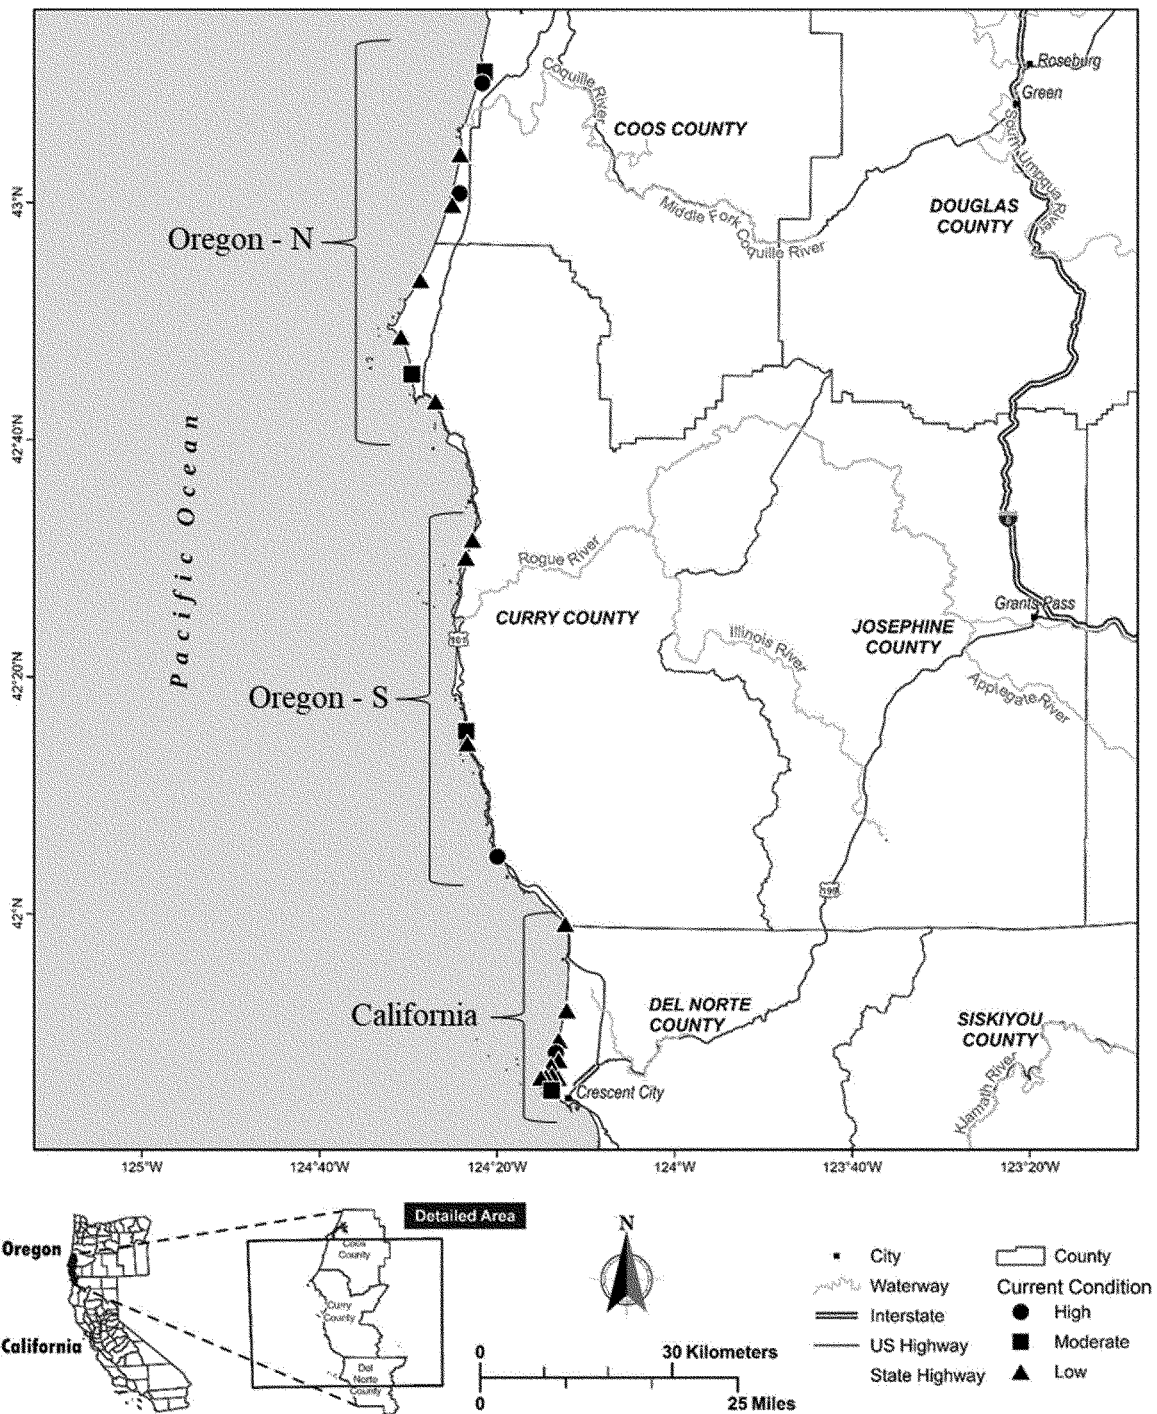 Roseburg
Green
Coquille River
COOS COUNTY
South Umpqua River
43°N
DOUGLAS
COUNTY
Middle Fork
Coquille River
Oregon - N
42°40'N
Pacific Ocean
Rogue River
Grants Pass
CURRY COUNTY
JOSEPHINE
COUNTY
101
Illinois River
42°20'N
Oregon - S
Applegate River
199
42°N
California
DEL NORTE
COUNTY
SISKIYOU
COUNTY
Klamath River
Crescent City
125°W
124°40'W
124°20'W
124°W
123°40'W
123°20'W
Detailed Area
Oregon
California
Coos
County
Curry
County
Del
Norte
County
N
0
30 Kilometers
0
25 Miles
City
Waterway
Interstate
US Highway
State Highway
County
Current Condition
High
Moderate
Low